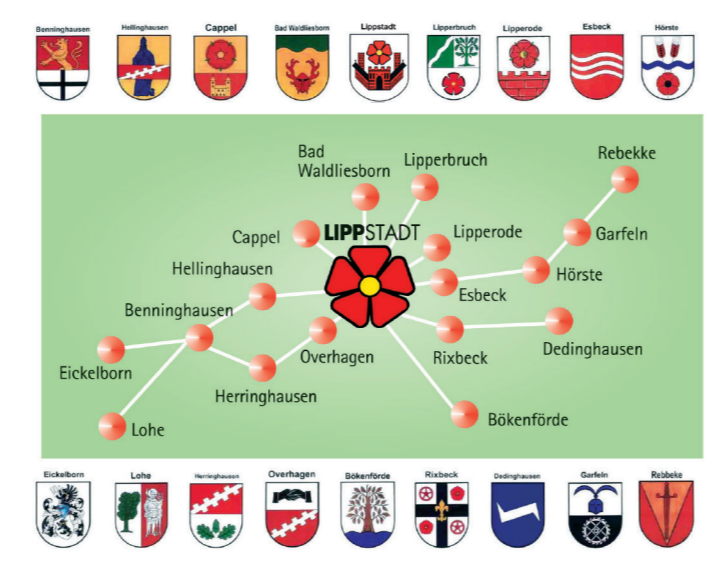 Benninghausen
Hellinghausen
Cappel
Bad Waldliesborn
Lippstadt
Lipperbruch
Lipperode
Esbeck
Hörste
Bad
Waldliesborn
Lipperbruch
Rebekke
Cappel
LIPPSTADT
Lipperode
Garfeln
Hellinghausen
Hörste
Esbeck
Benninghausen
Overhagen
Rixbeck
Dedinghausen
Eickelborn
Herringhausen
Lohe
Bökenförde
Eickelborn
Lohe
Herringhausen
Overhagen
Bökenförde
Rixbeck
Dedinghausen
Garfeln
Rebbeke